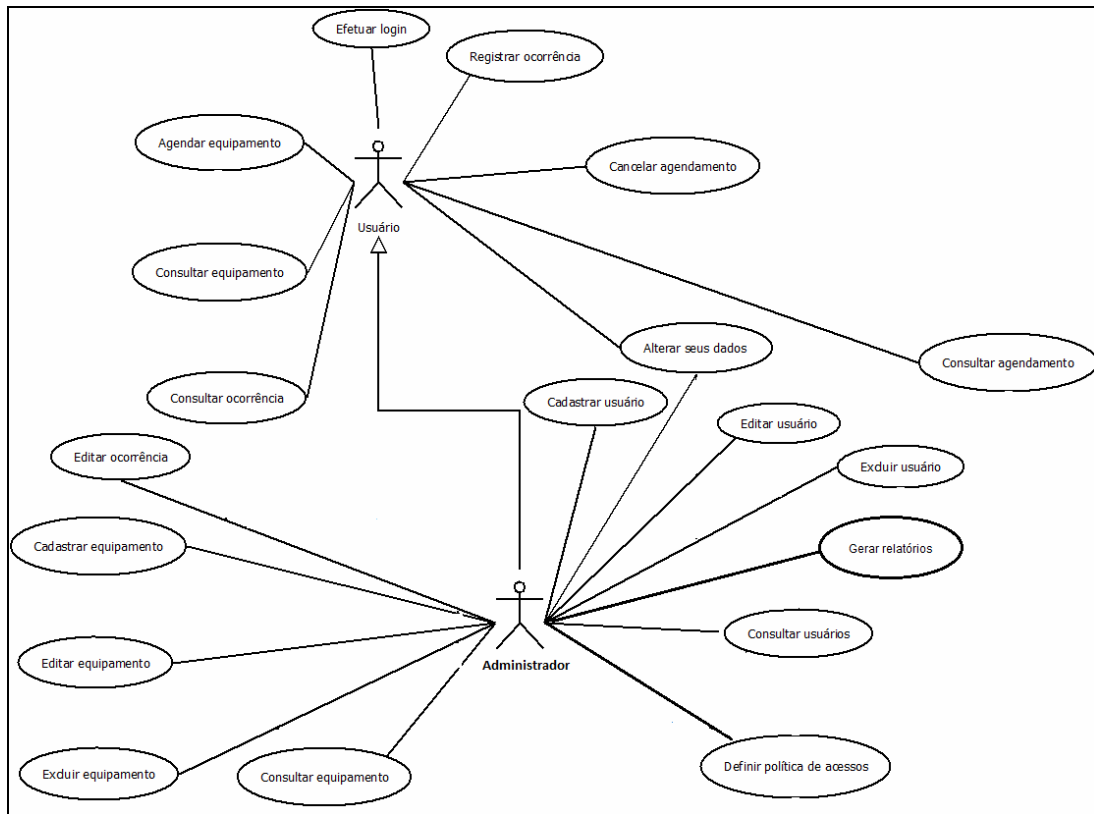 Efetuar login
Registrar ocorrência
Agendar equipamento
Cancelar agendamento
Usuário
Consultar equipamento
Alterar seus dados
Consultar agendamento
Consultar ocorrência
Cadastrar usuário
Editar usuário
Editar ocorrência
Excluir usuário
Cadastrar equipamento
Gerar relatórios
Consultar usuários
Editar equipamento
Administrador
Excluir equipamento
Consultar equipamento
Definir política de acessos